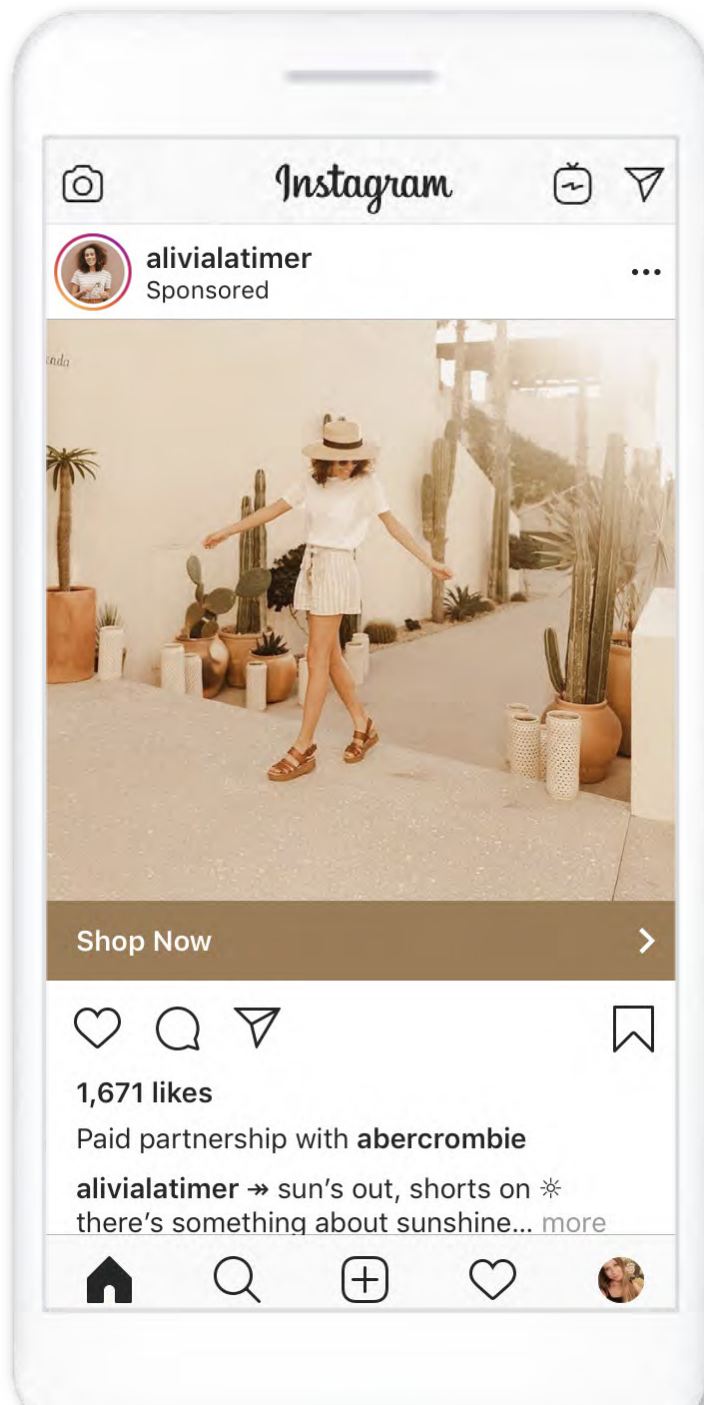 Instagram
alivialatimer
Sponsored
enda
Shop Now
1,671 likes
Paid partnership with abercrombie
alivialatimer ↠ sun’s out, shorts on ☼
there’s something about sunshine... more